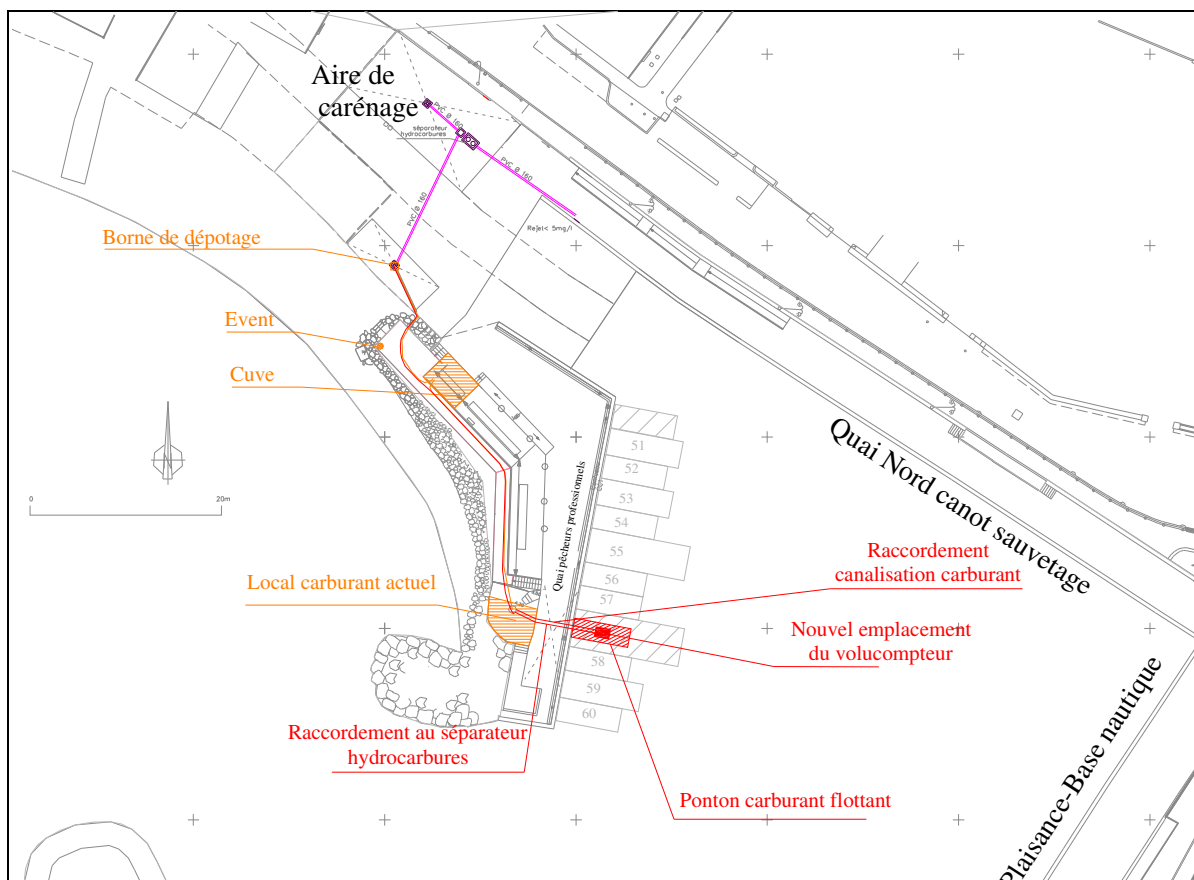 Aire de
carénage
PVC Ø 160
séparateur
hydrocarbures
PVC Ø 160
PVC Ø 160
Rejet< 5mg/l
Borne de dépotage
Event
Cuve
0
20m
Quai Nord canot sauvetage
51
52
53
54
55
56
57
Quai pêcheurs professionnels
Local carburant actuel
Raccordement
canalisation carburant
Nouvel emplacement
du volucompteur
58
59
60
Raccordement au séparateur
hydrocarbures
Ponton carburant flottant
Plaisance-Base nautique